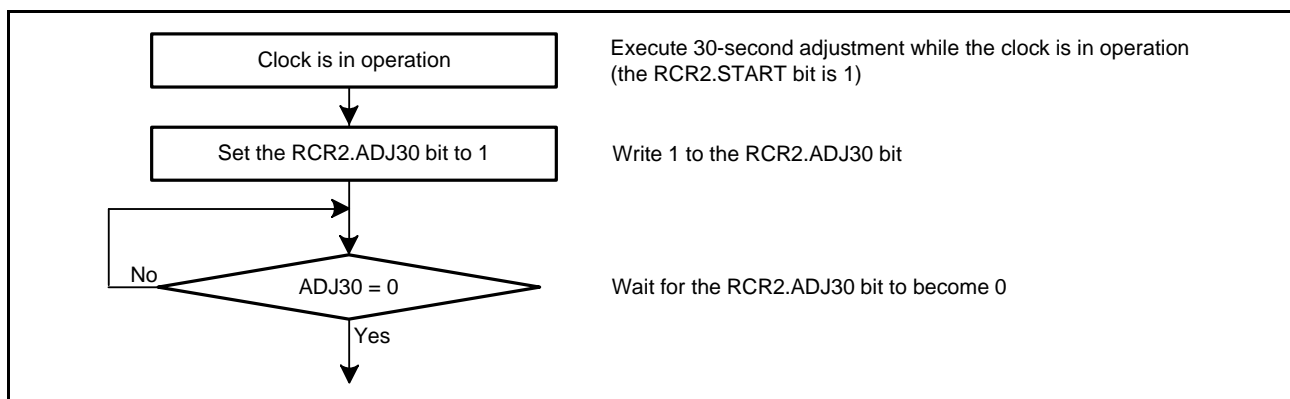 Clock is in operation
Execute 30-second adjustment while the clock is in operation
(the RCR2.START bit is 1)
Set the RCR2.ADJ30 bit to 1
Write 1 to the RCR2.ADJ30 bit
No
ADJ30 = 0
Wait for the RCR2.ADJ30 bit to become 0
Yes